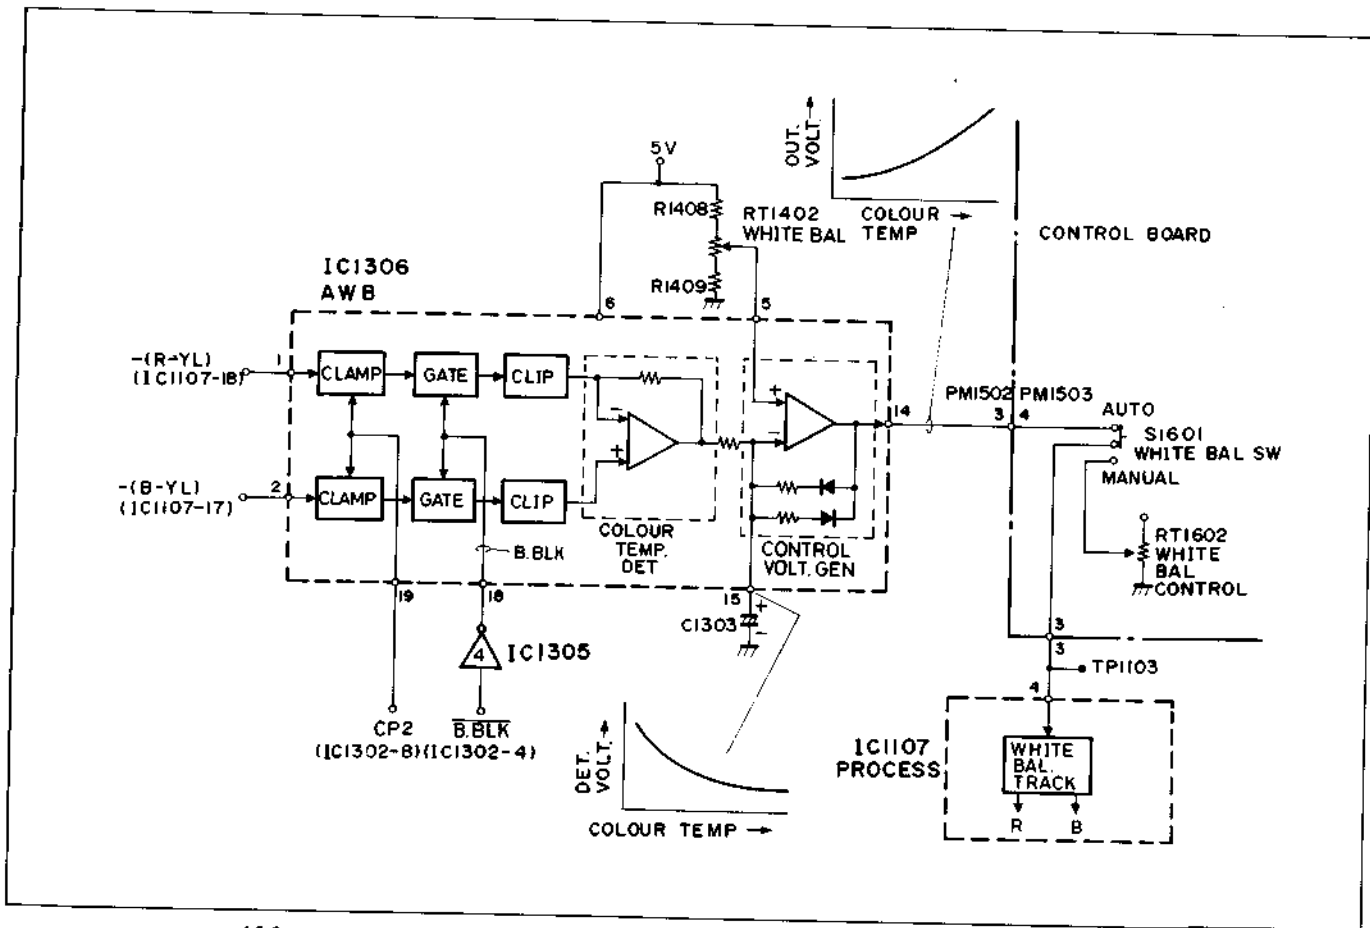 OUT. VOLT.
COLOUR TEMP
5V
R1408
RT1402
WHITE BAL
R1409
CONTROL BOARD
IC1306
AWB
6
5
-(R-YL)
(IC1107-18)
1
CLAMP
GATE
CLIP
-
+
+
-
14
PM1502 PM1503
3 4
AUTO
S1601
WHITE BAL SW
MANUAL
-(B-YL)
(IC1107-17)
2
CLAMP
GATE
CLIP
COLOUR
TEMP.
DET
CONTROL
VOLT. GEN
B.BLK
RT1602
WHITE
BAL
CONTROL
19
18
15
C1303
+
-
4
IC1305
3
3
TP1103
4
CP2
(IC1302-8)
B.BLK
(IC1302-4)
DET. VOLT.
COLOUR TEMP
IC1107
PROCESS
WHITE
BAL.
TRACK
R
B